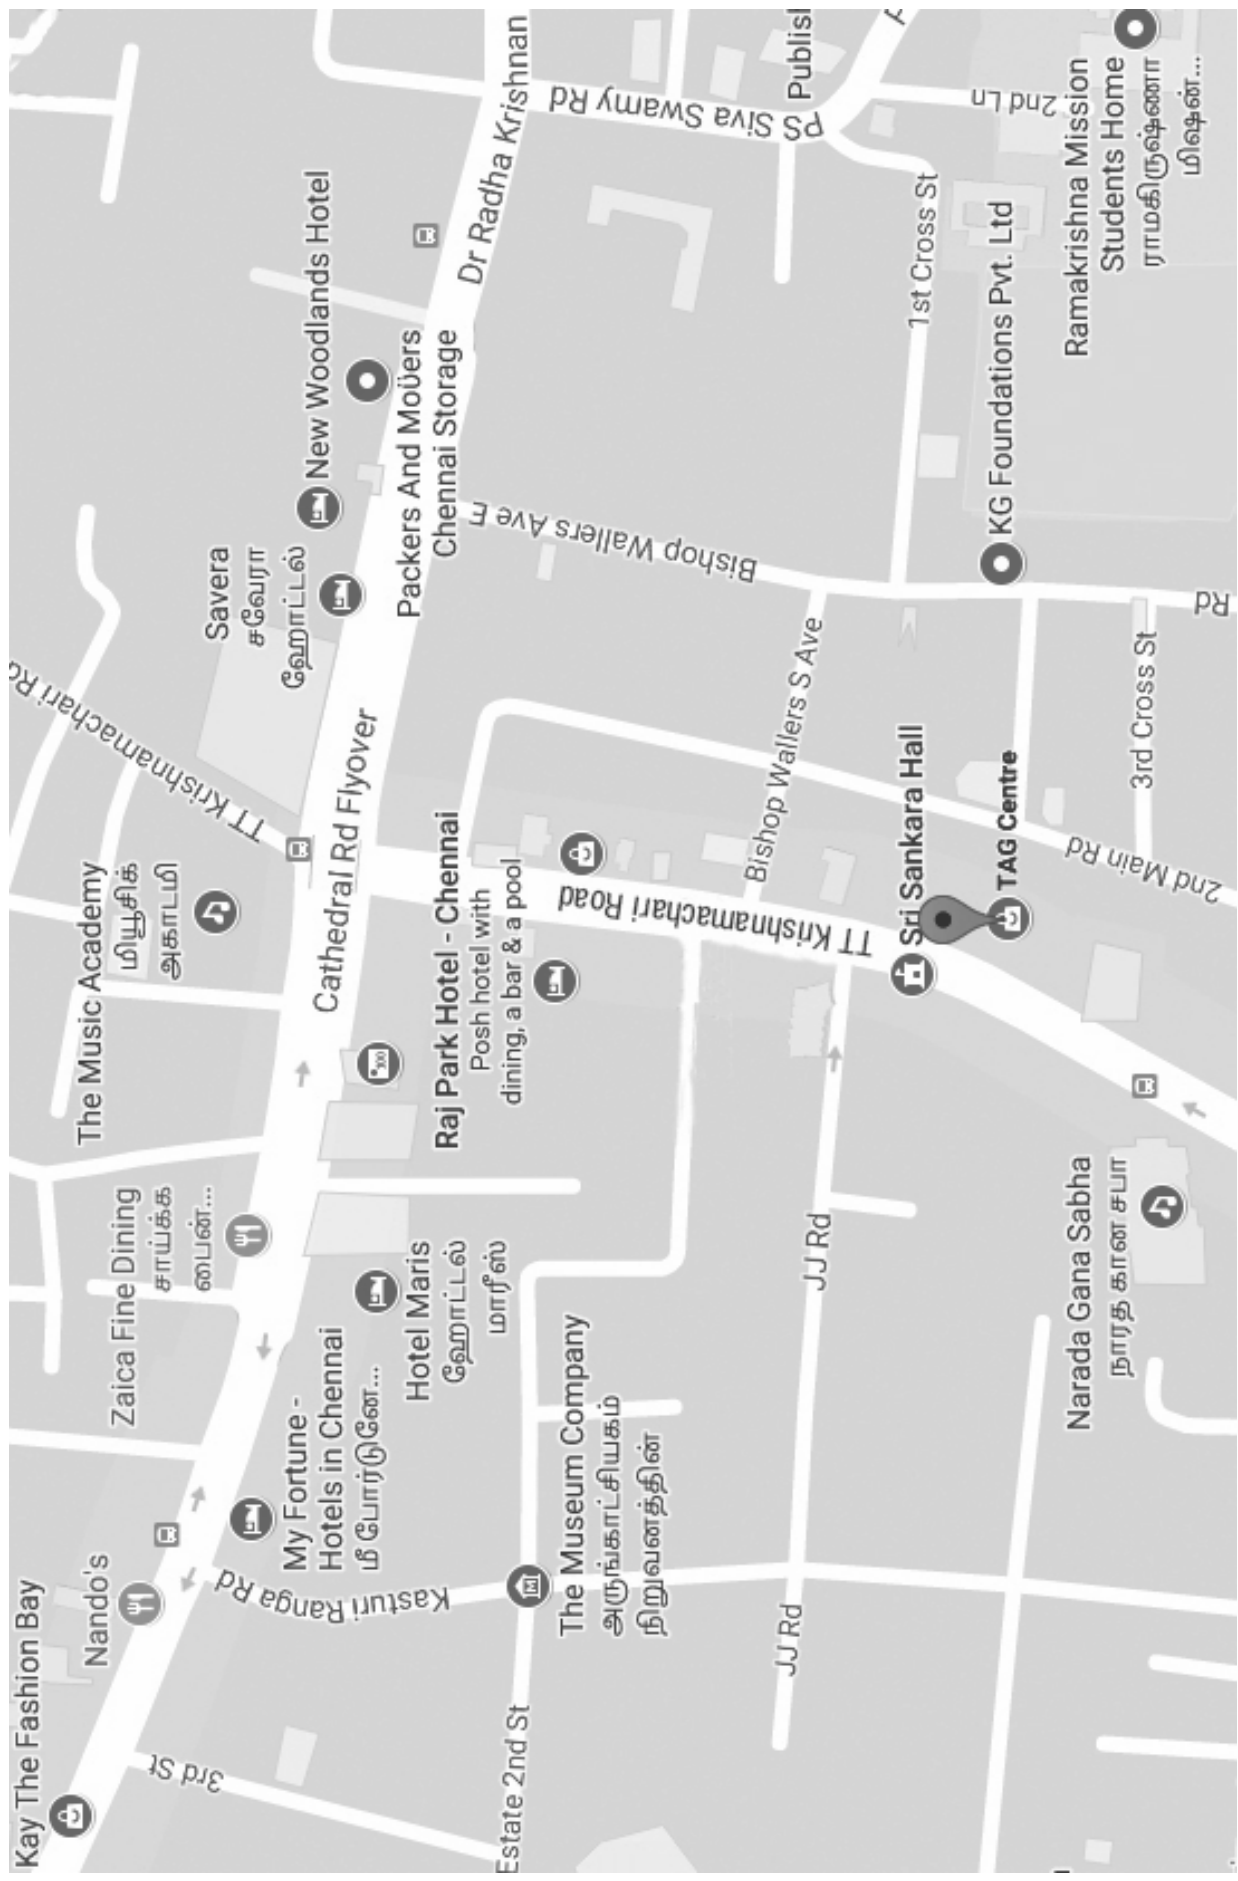 Kay The Fashion Bay
Nando's
3rd St
Zaica Fine Dining
சாய்க்க
பைன்...
The Music Academy
மியூசிக்
அகாடமி
TT Krishnamachari Rd
Savera
சவேரா
ஹோட்டல்
New Woodlands Hotel
Kasturi Ranga Rd
My Fortune -
Hotels in Chennai
மீ போர்டுனே...
Cathedral Rd Flyover
Packers And Movers
Chennai Storage
Dr Radha Krishnan
Hotel Maris
ஹோட்டல்
மாரீஸ்
Raj Park Hotel - Chennai
Posh hotel with
dining, a bar & a pool
Estate 2nd St
Bishop Wallers Ave E
PS Siva Swamy Rd
The Museum Company
அருங்காட்சியகம்
நிறுவனத்தின்
TT Krishnamachari Road
Bishop Wallers S Ave
Publish
JJ Rd
JJ Rd
Sri Sankara Hall
1st Cross St
2nd Ln
TAG Centre
KG Foundations Pvt. Ltd
2nd Main Rd
Ramakrishna Mission
Students Home
ராமகிருஷ்ணா
மிஷன்...
Narada Gana Sabha
நாரத கான சபா
3rd Cross St
Rd